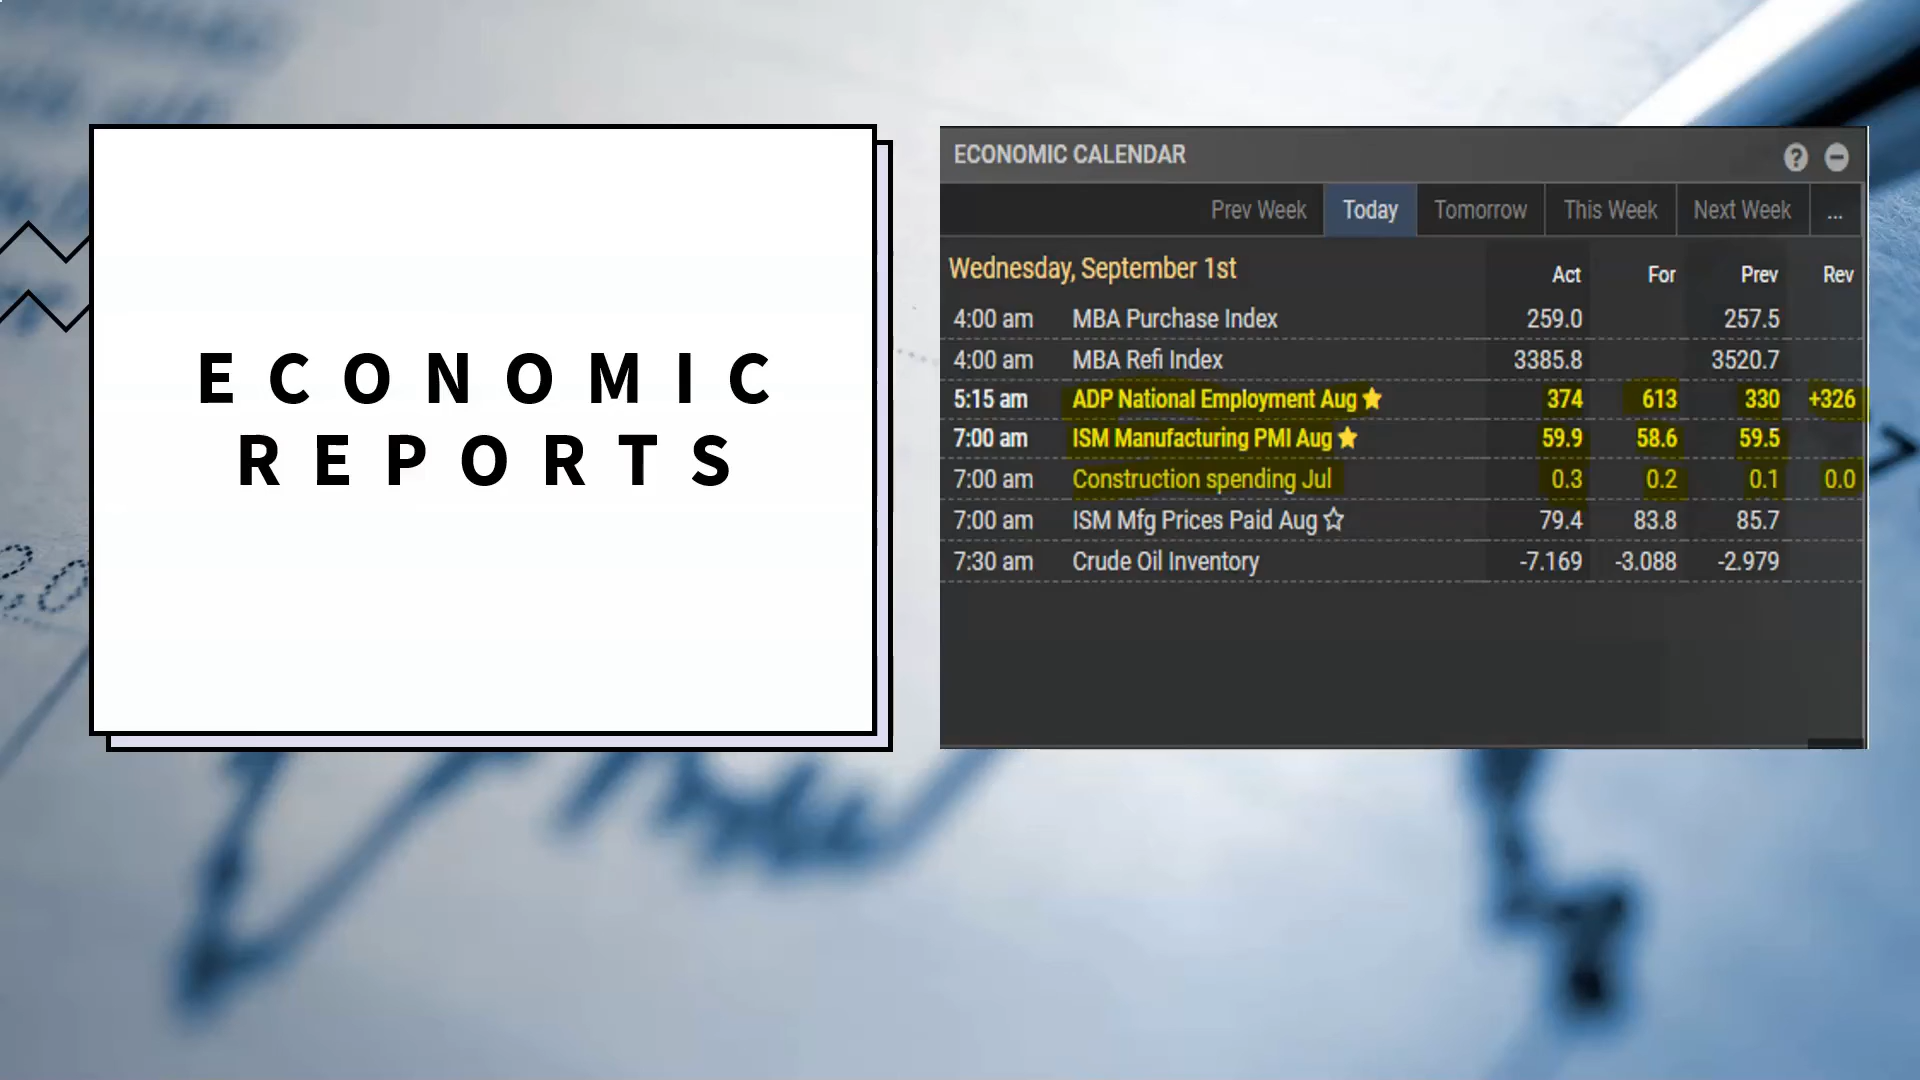 ECONOMIC
REPORTS
ECONOMIC CALENDAR
Prev Week Today Tomorrow This Week Next Week ...
Wednesday, September 1st Act For Prev Rev
4:00 am MBA Purchase Index 259.0 257.5
4:00 am MBA Refi Index 3385.8 3520.7
5:15 am ADP National Employment Aug 374 613 330 +326
7:00 am ISM Manufacturing PMI Aug 59.9 58.6 59.5
7:00 am Construction spending Jul 0.3 0.2 0.1 0.0
7:00 am ISM Mfg Prices Paid Aug 79.4 83.8 85.7
7:30 am Crude Oil Inventory -7.169 -3.088 -2.979